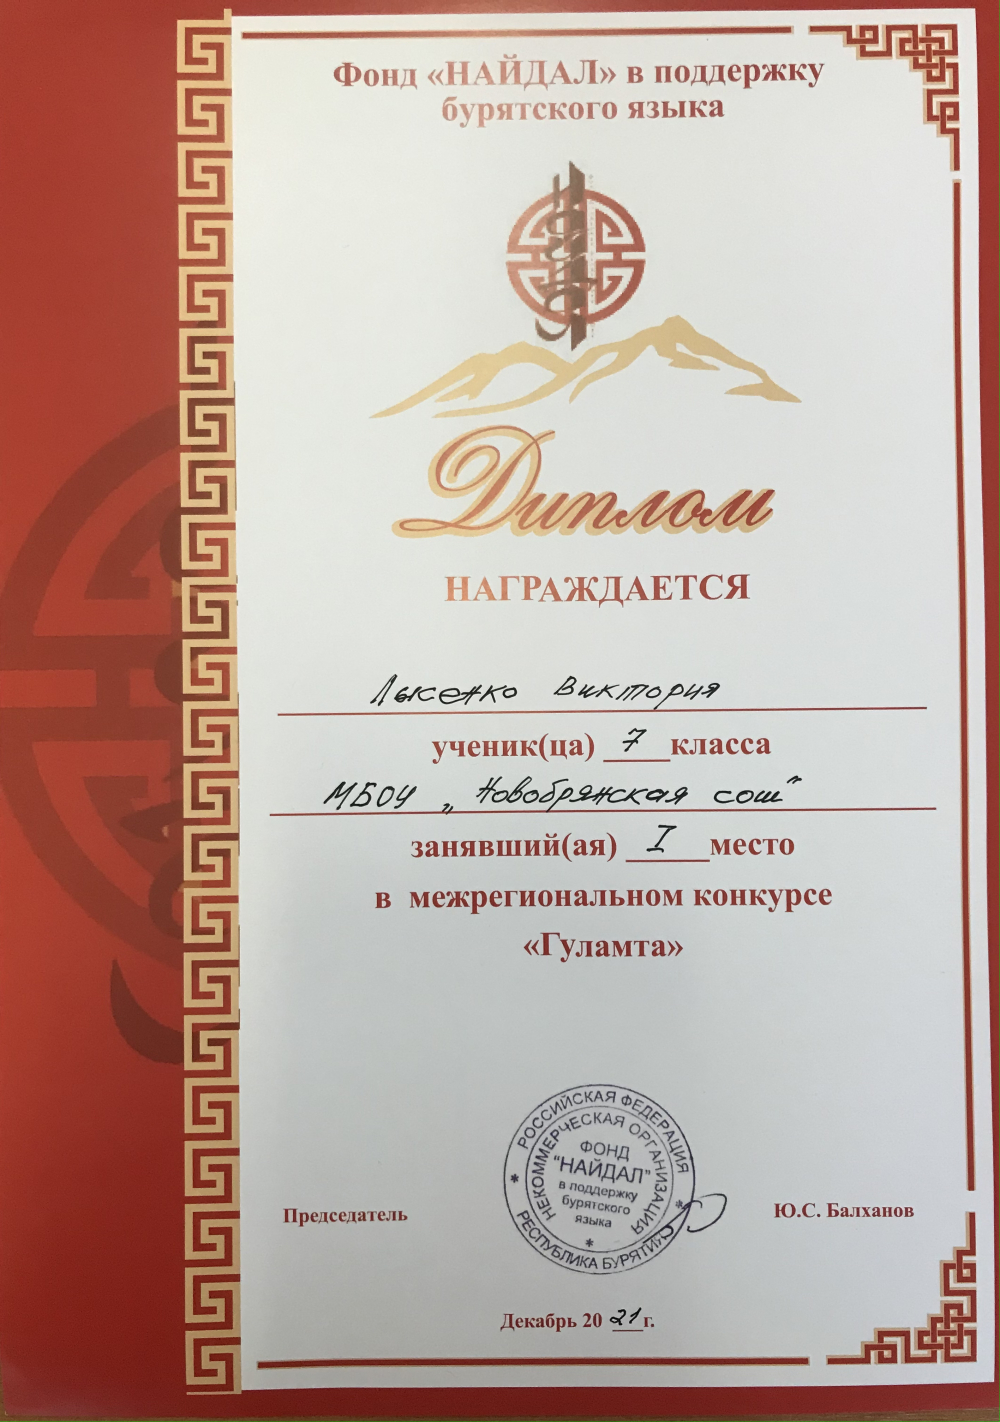 Фонд «НАЙДАЛ» в поддержку
бурятского языка
Диплом
НАГРАЖДАЕТСЯ
Лысенко Виктория
ученик(ца) 7 класса
МБОУ „Новобрянская сош"
занявший(ая) I место
в межрегиональном конкурсе
«Гуламта»
РОССИЙСКАЯ ФЕДЕРАЦИЯ
НЕКОММЕРЧЕСКАЯ ОРГАНИЗАЦИЯ
ФОНД
"НАЙДАЛ"
в поддержку
бурятского
языка
РЕСПУБЛИКА БУРЯТИЯ
Председатель
Ю.С. Балханов
Декабрь 20 21 г.